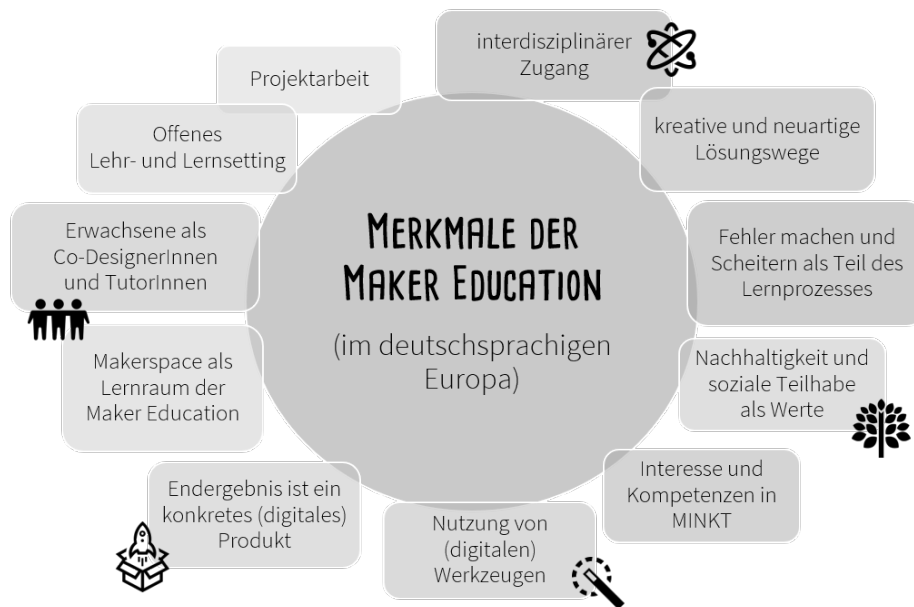 MERKMALE DER
MAKER EDUCATION
(im deutschsprachigen
Europa)
interdisziplinärer
Zugang
kreative und neuartige
Lösungswege
Fehler machen und
Scheitern als Teil des
Lernprozesses
Nachhaltigkeit und
soziale Teilhabe
als Werte
Interesse und
Kompetenzen in
MINKT
Nutzung von
(digitalen)
Werkzeugen
Endergebnis ist ein
konkretes (digitales)
Produkt
Makerspace als
Lernraum der
Maker Education
Erwachsene als
Co-DesignerInnen
und TutorInnen
Offenes
Lehr- und Lernsetting
Projektarbeit